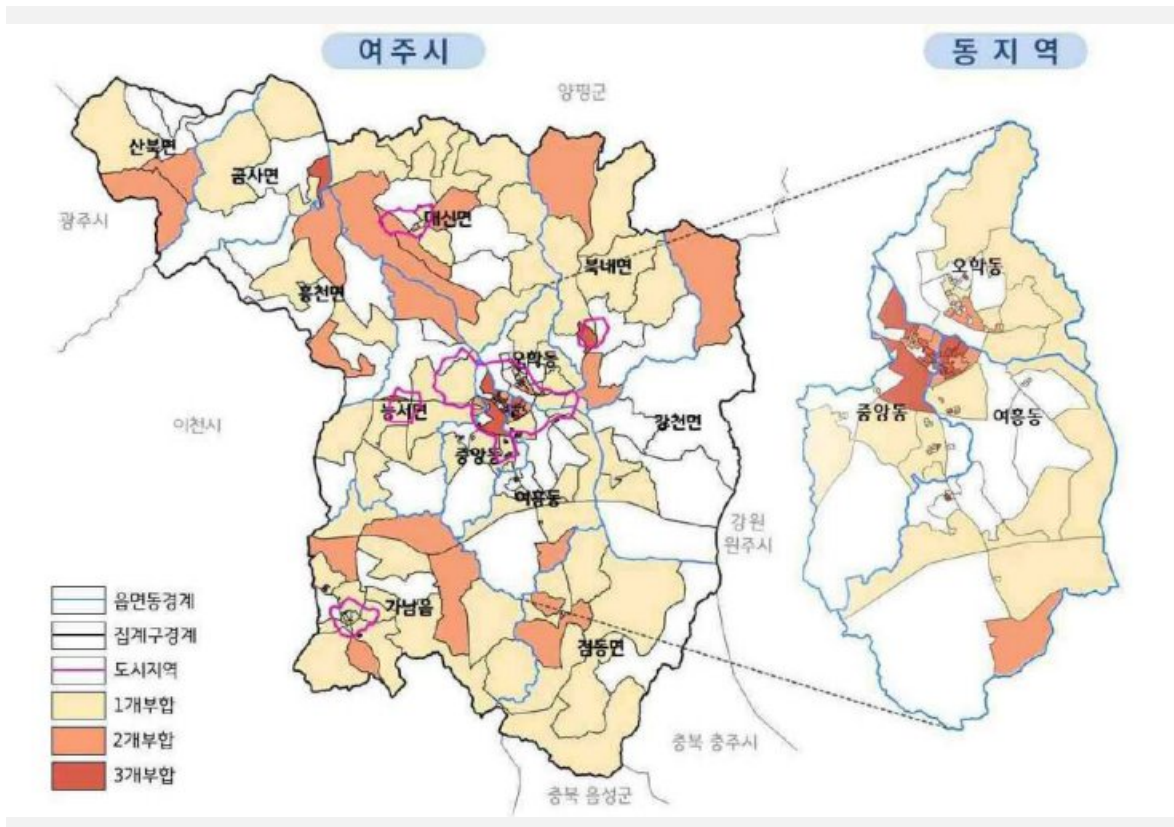 여주시
동지역
양평군
산북면
금사면
광주시
대신면
북내면
흥천면
오학동
오학동
능서면
강천면
중앙동
여흥동
이천시
중앙동
여흥동
강원
원주시
읍면동경계
집계구경계
도시지역
1개부합
2개부합
3개부합
가남읍
점동면
충북 충주시
충북 음성군